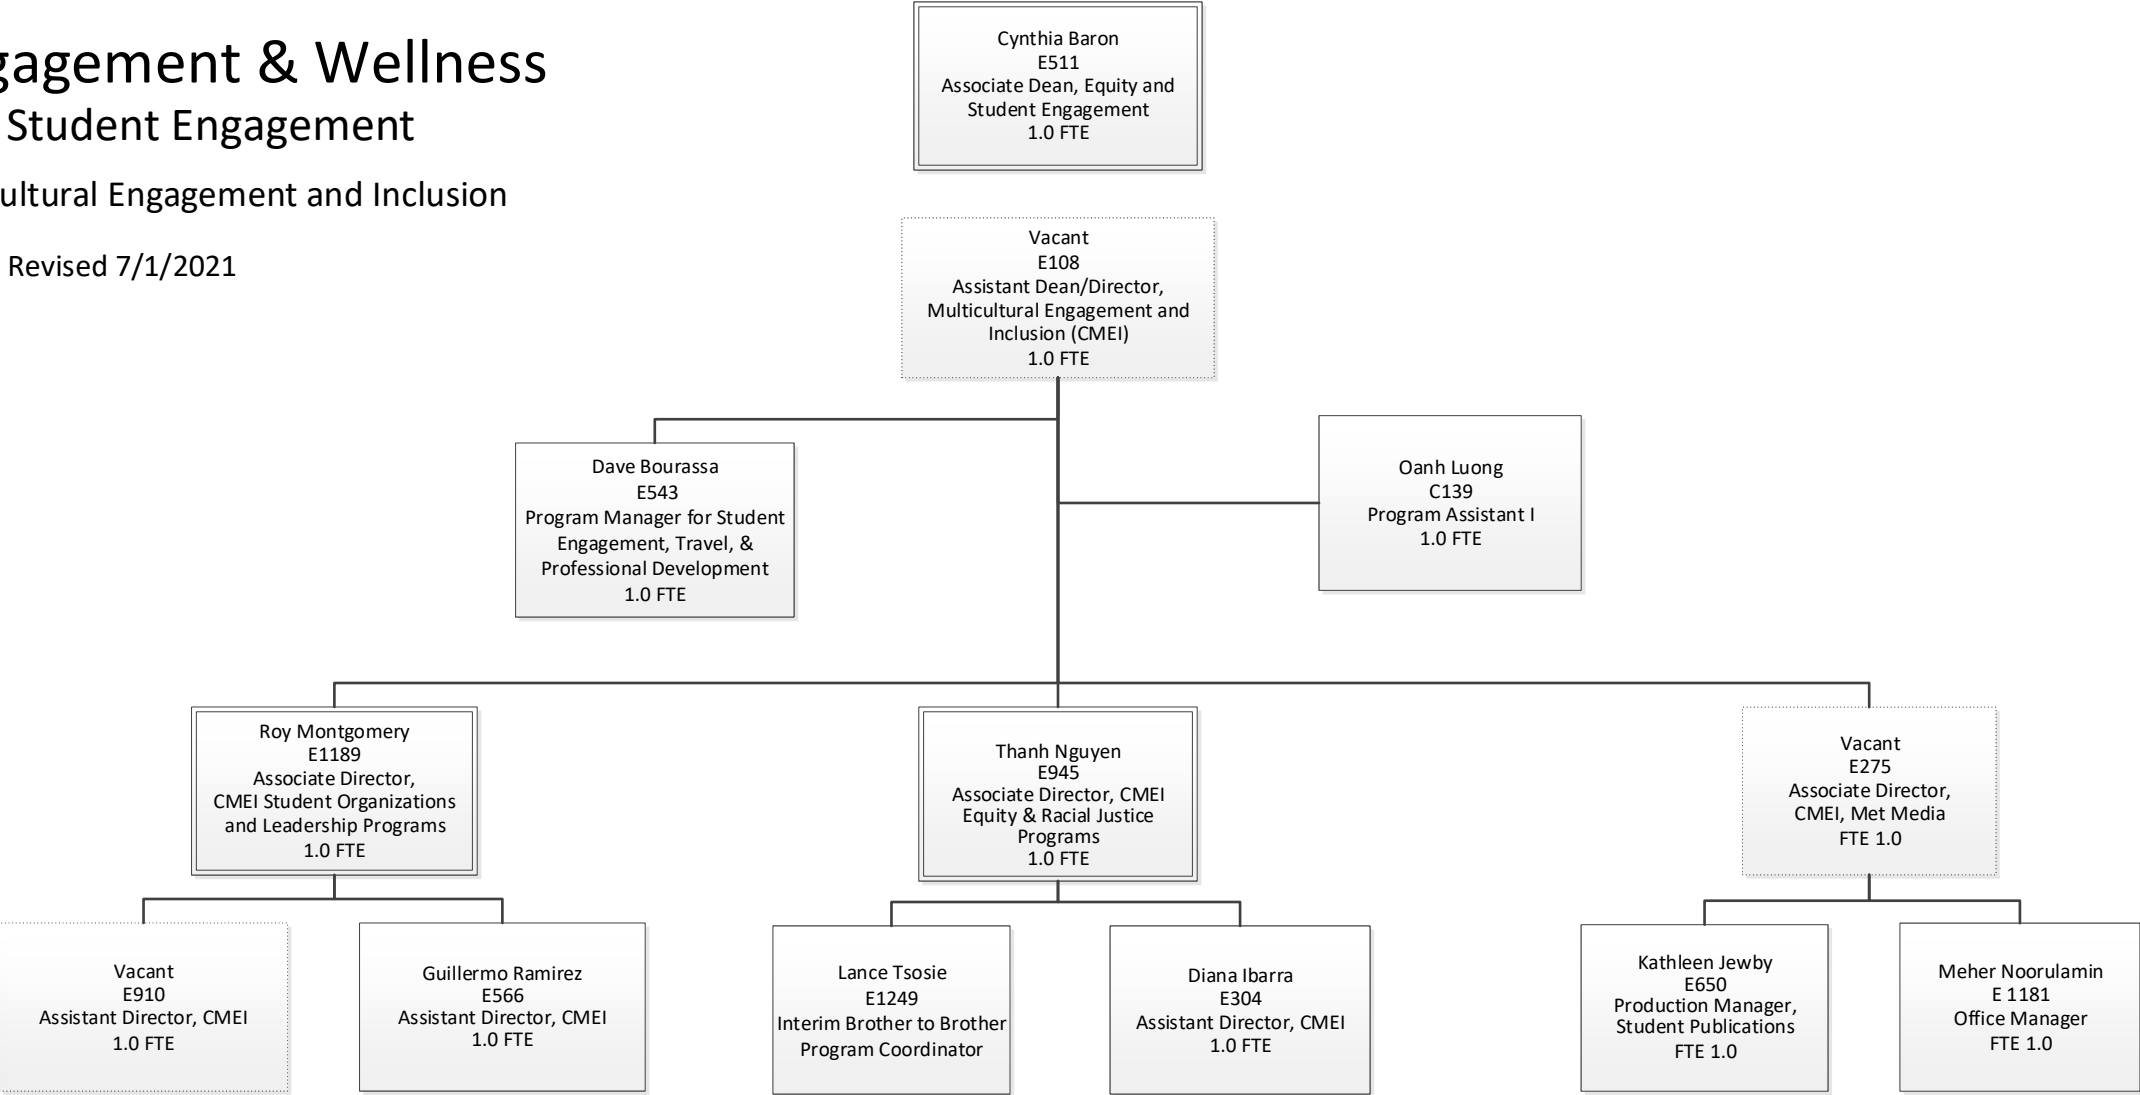 gagement & Wellness
Student Engagement
ultural Engagement and Inclusion
Revised 7/1/2021
Cynthia Baron
E511
Associate Dean, Equity and
Student Engagement
1.0 FTE
Vacant
E108
Assistant Dean/Director,
Multicultural Engagement and
Inclusion (CMEI)
1.0 FTE
Dave Bourassa
E543
Program Manager for Student
Engagement, Travel, &
Professional Development
1.0 FTE
Oanh Luong
C139
Program Assistant I
1.0 FTE
Roy Montgomery
E1189
Associate Director,
CMEI Student Organizations
and Leadership Programs
1.0 FTE
Thanh Nguyen
E945
Associate Director, CMEI
Equity & Racial Justice
Programs
1.0 FTE
Vacant
E275
Associate Director,
CMEI, Met Media
FTE 1.0
Vacant
E910
Assistant Director, CMEI
1.0 FTE
Guillermo Ramirez
E566
Assistant Director, CMEI
1.0 FTE
Lance Tsosie
E1249
Interim Brother to Brother
Program Coordinator
Diana Ibarra
E304
Assistant Director, CMEI
1.0 FTE
Kathleen Jewby
E650
Production Manager,
Student Publications
FTE 1.0
Meher Noorulamin
E 1181
Office Manager
FTE 1.0